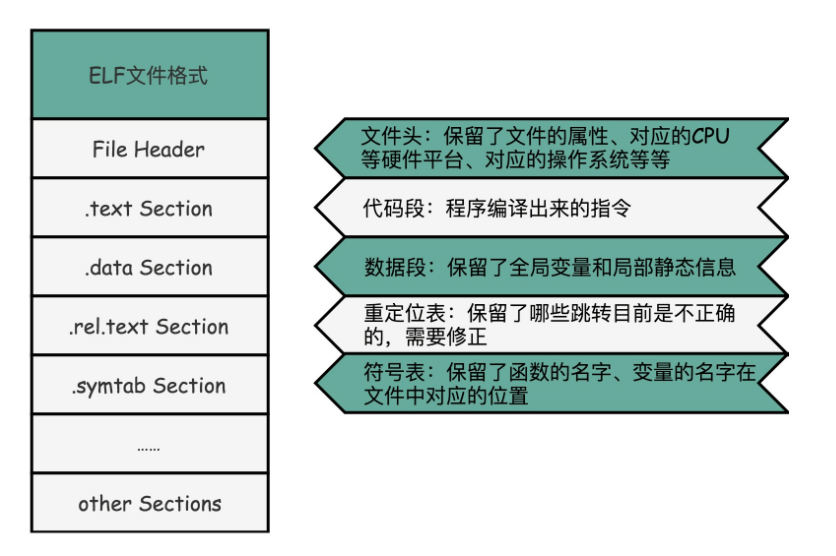 ELF文件格式
File Header
文件头：保留了文件的属性、对应的CPU
等硬件平台、对应的操作系统等等
.text Section
代码段：程序编译出来的指令
.data Section
数据段：保留了全局变量和局部静态信息
.rel.text Section
重定位表：保留了哪些跳转目前是不正确
的，需要修正
.symtab Section
符号表：保留了函数的名字、变量的名字在
文件中对应的位置
......
other Sections